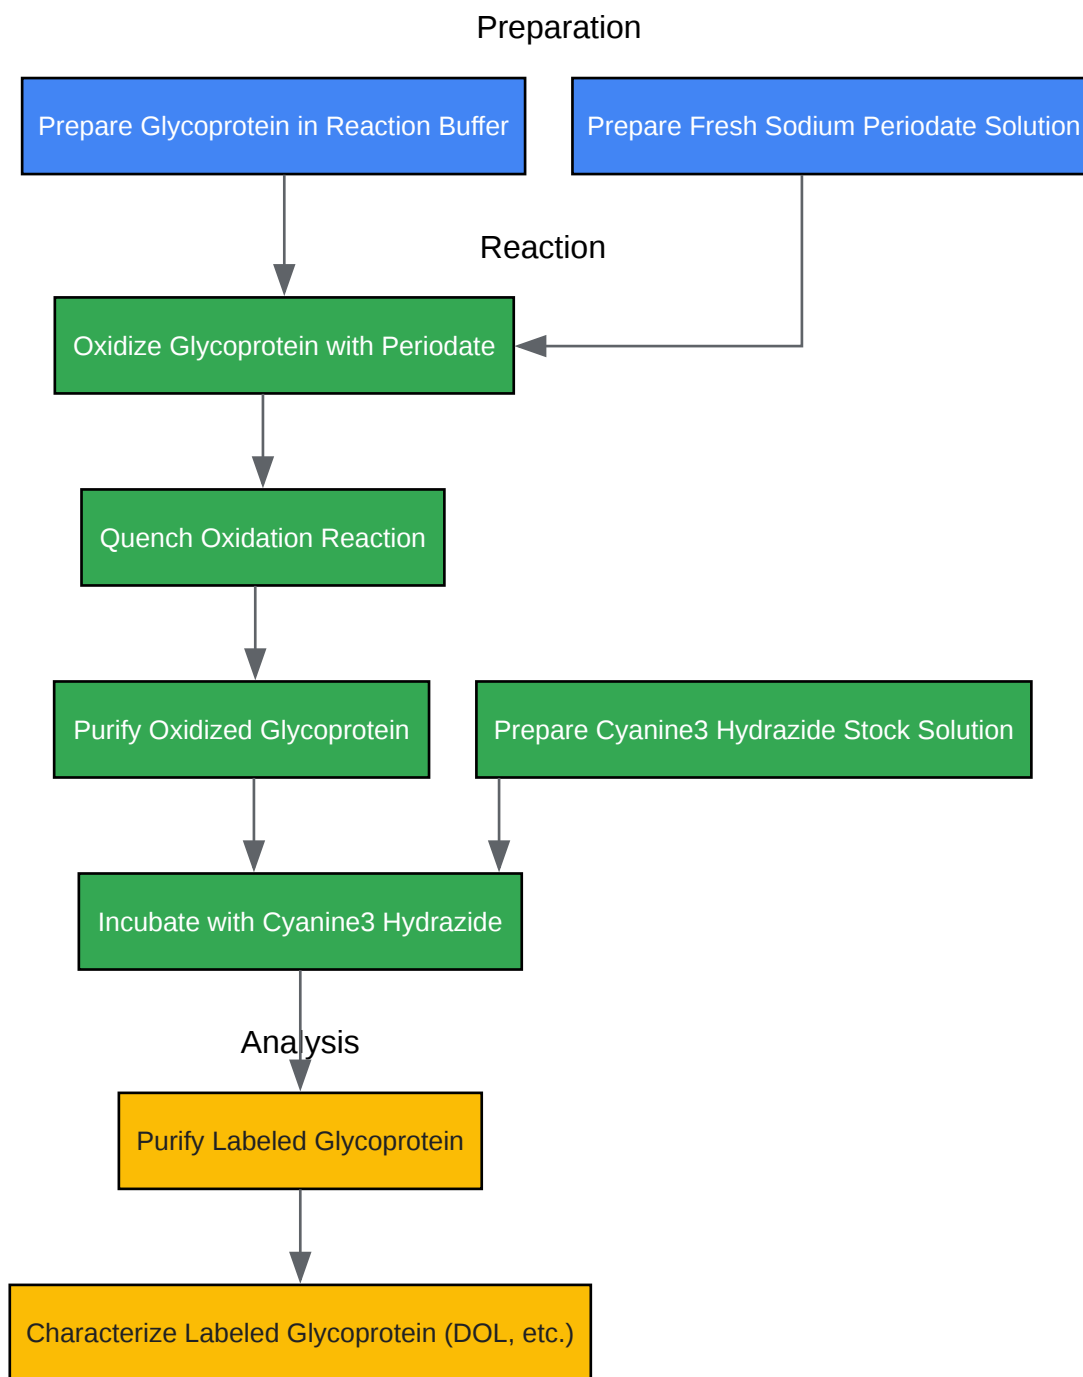 Preparation
Prepare Glycoprotein in Reaction Buffer
Prepare Fresh Sodium Periodate Solution
Reaction
Oxidize Glycoprotein with Periodate
Quench Oxidation Reaction
Purify Oxidized Glycoprotein
Prepare Cyanine3 Hydrazide Stock Solution
Incubate with Cyanine3 Hydrazide
Analysis
Purify Labeled Glycoprotein
Characterize Labeled Glycoprotein (DOL, etc.)